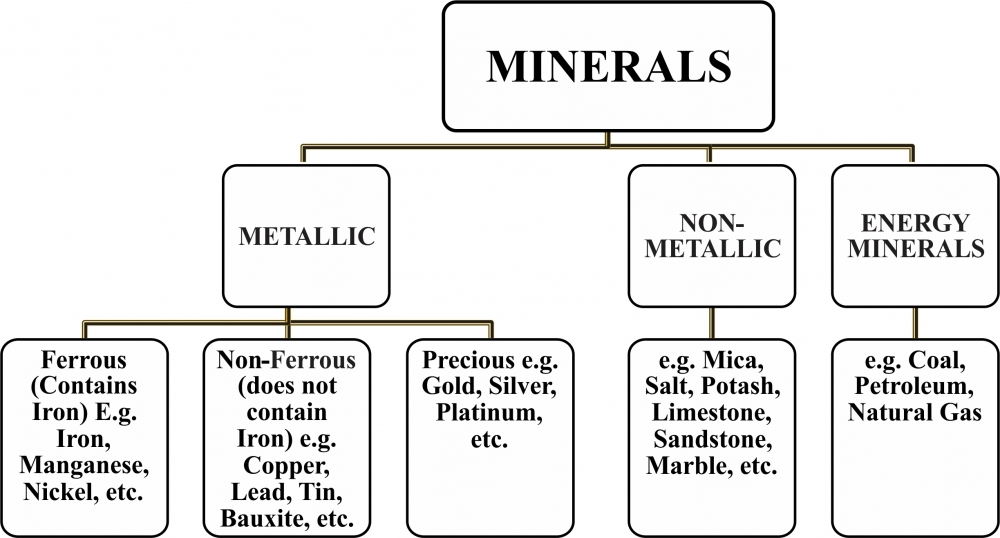 MINERALS
METALLIC
NON-
METALLIC
ENERGY
MINERALS
Ferrous
(Contains
Iron) E.g.
Iron,
Manganese,
Nickel, etc.
Non-Ferrous
(does not
contain
Iron) e.g.
Copper,
Lead, Tin,
Bauxite, etc.
Precious e.g.
Gold, Silver,
Platinum,
etc.
e.g. Mica,
Salt, Potash,
Limestone,
Sandstone,
Marble, etc.
e.g. Coal,
Petroleum,
Natural Gas